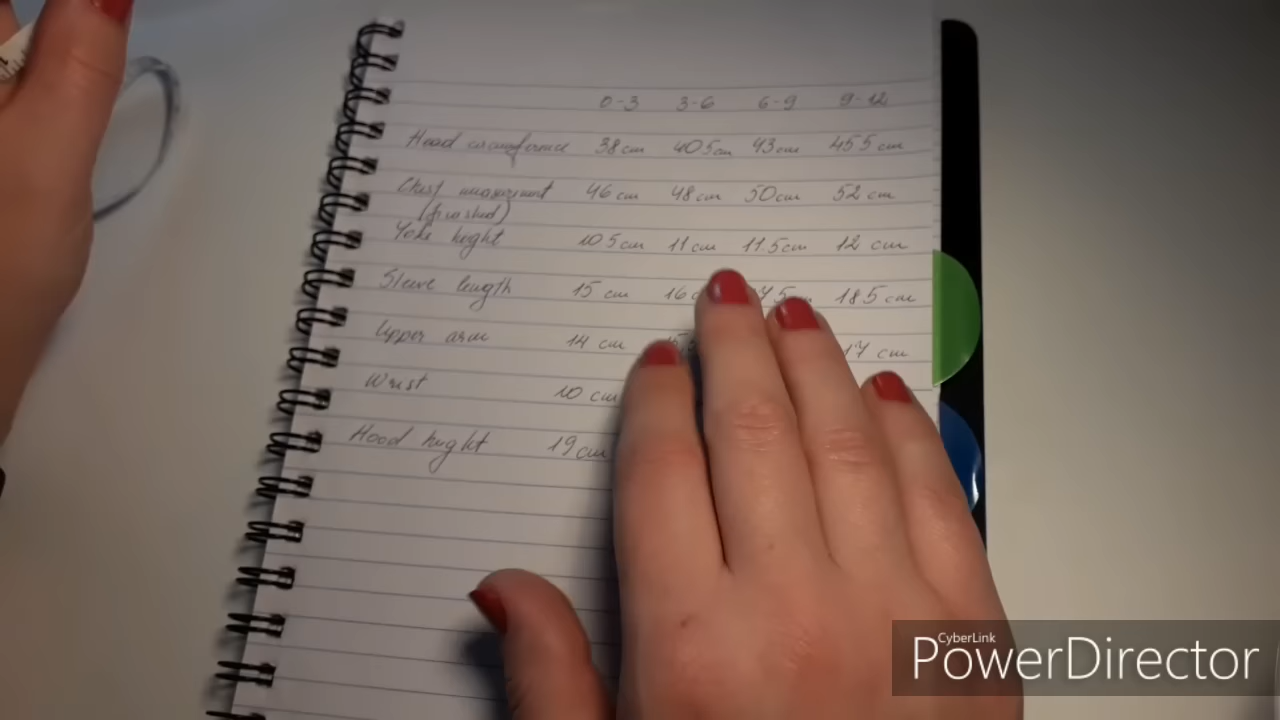 0-3 3-6 6-9 9-12
Head circumference 38 cm 40.5 cm 43 cm 45.5 cm
Chest measurment 46 cm 48 cm 50 cm 52 cm
(finished)
Yoke height 10.5 cm 11 cm 11.5 cm 12 cm
Sleeve length 15 cm 16 18.5 cm
Upper arm 14 cm 17 cm
Wrist 10 cm
Hood height 19 cm
CyberLink
PowerDirector